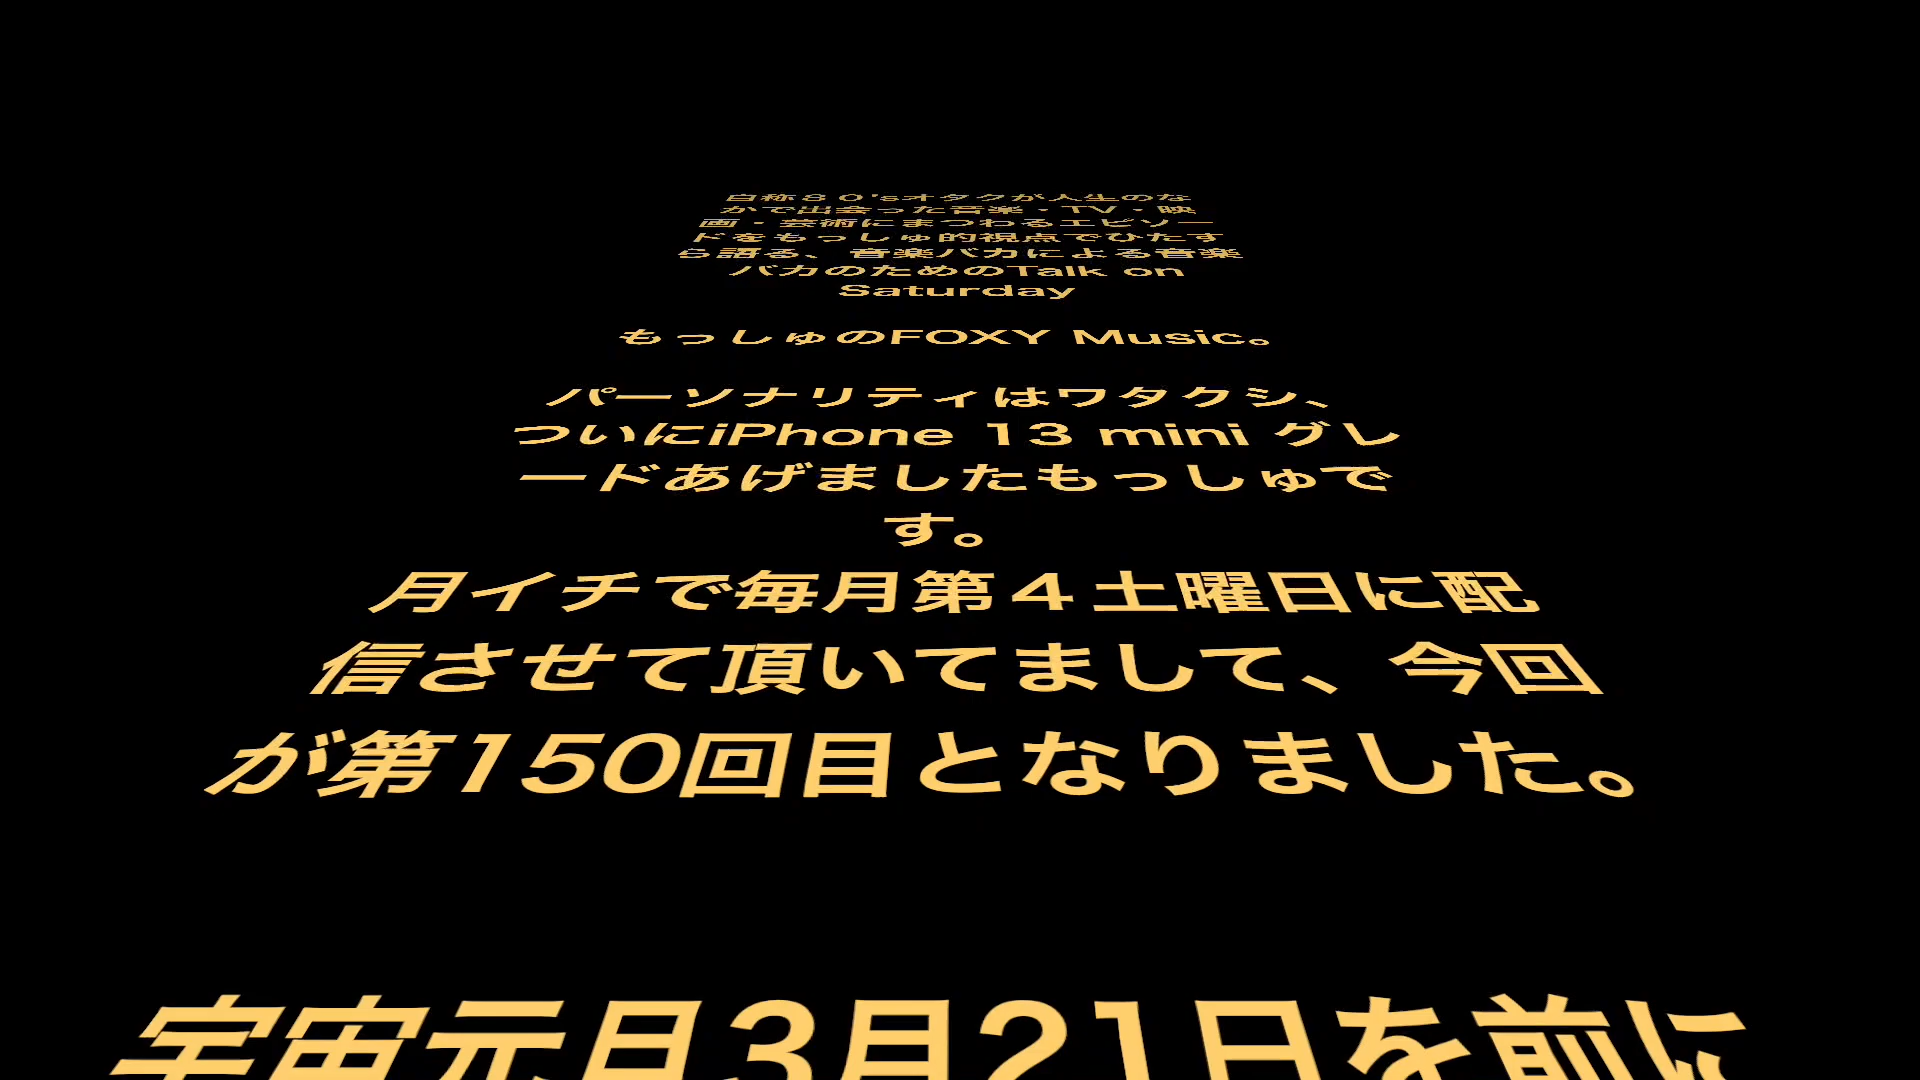 自称８０'sオタクが人生のな
かで出会った音楽・TV・映
画・芸術にまつわるエピソー
ドをもっしゅ的視点でひたす
ら語る、音楽バカによる音楽
バカのためのTalk on
Saturday
もっしゅのFOXY Music。
パーソナリティはワタクシ、
ついにiPhone 13 mini グレ
ードあげましたもっしゅで
す。
月イチで毎月第４土曜日に配
信させて頂いてまして、今回
が第150回目となりました。
宇宙元旦3月21日を前に